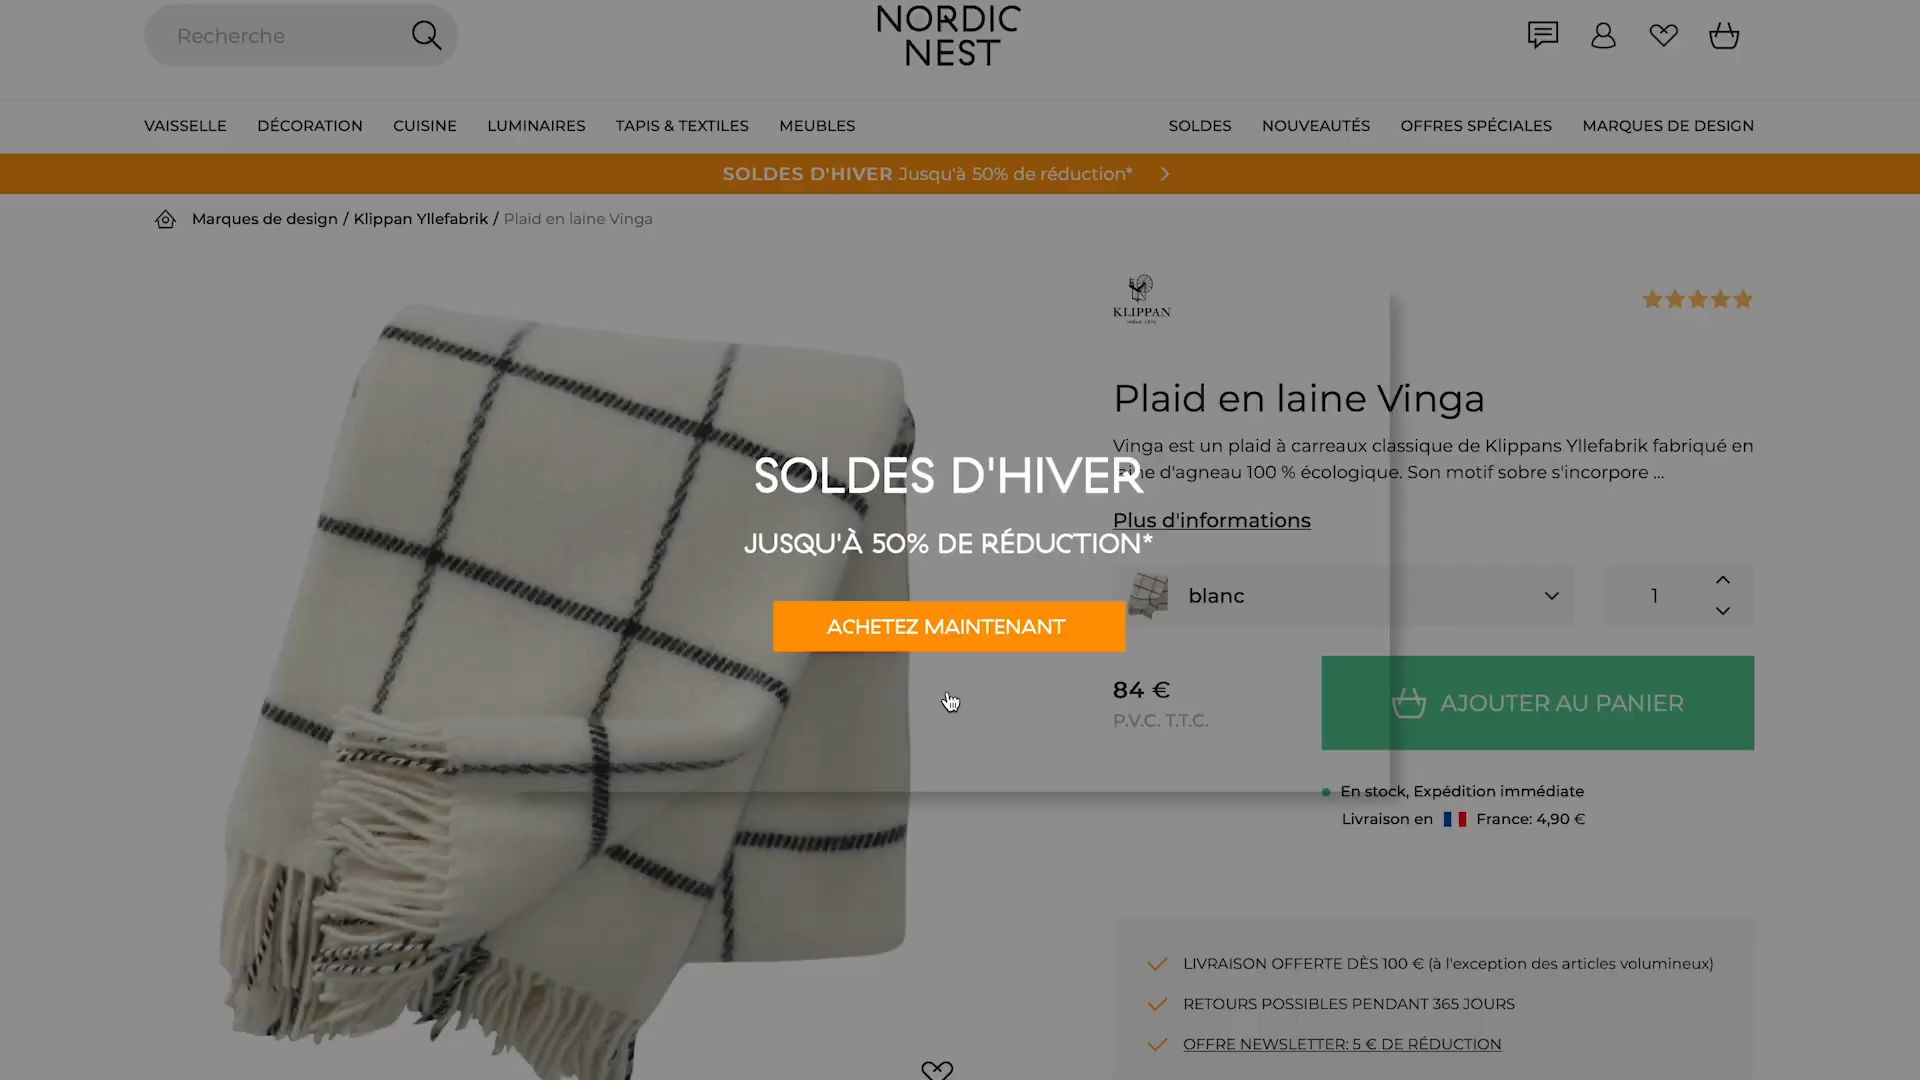 Recherche
NORDIC
NEST
VAISSELLE DÉCORATION CUISINE LUMINAIRES TAPIS & TEXTILES MEUBLES
SOLDES NOUVEAUTÉS OFFRES SPÉCIALES MARQUES DE DESIGN
SOLDES D'HIVER Jusqu'à 50% de réduction*
Marques de design / Klippan Yllefabrik / Plaid en laine Vinga
KLIPPAN
Plaid en laine Vinga
Vinga est un plaid à carreaux classique de Klippans Yllefabrik fabriqué en
laine d'agneau 100 % écologique. Son motif sobre s'incorpore ...
Plus d'informations
SOLDES D'HIVER
JUSQU'À 50% DE RÉDUCTION*
ACHETEZ MAINTENANT
blanc
1
84 €
P.V.C. T.T.C.
AJOUTER AU PANIER
En stock, Expédition immédiate
Livraison en France: 4,90 €
LIVRAISON OFFERTE DÈS 100 € (à l'exception des articles volumineux)
RETOURS POSSIBLES PENDANT 365 JOURS
OFFRE NEWSLETTER: 5 € DE RÉDUCTION